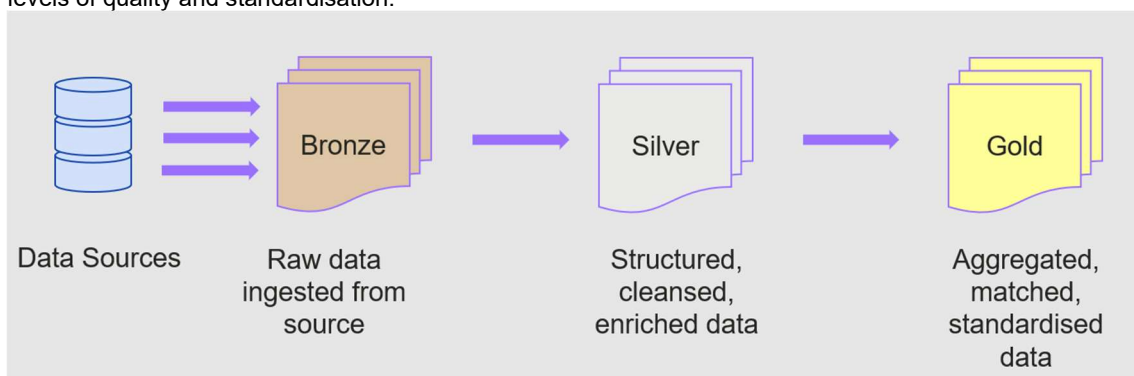 levels of quality and standardisation.
Bronze
Silver
Gold
Data Sources
Raw data
ingested from
source
Structured,
cleansed,
enriched data
Aggregated,
matched,
standardised
data